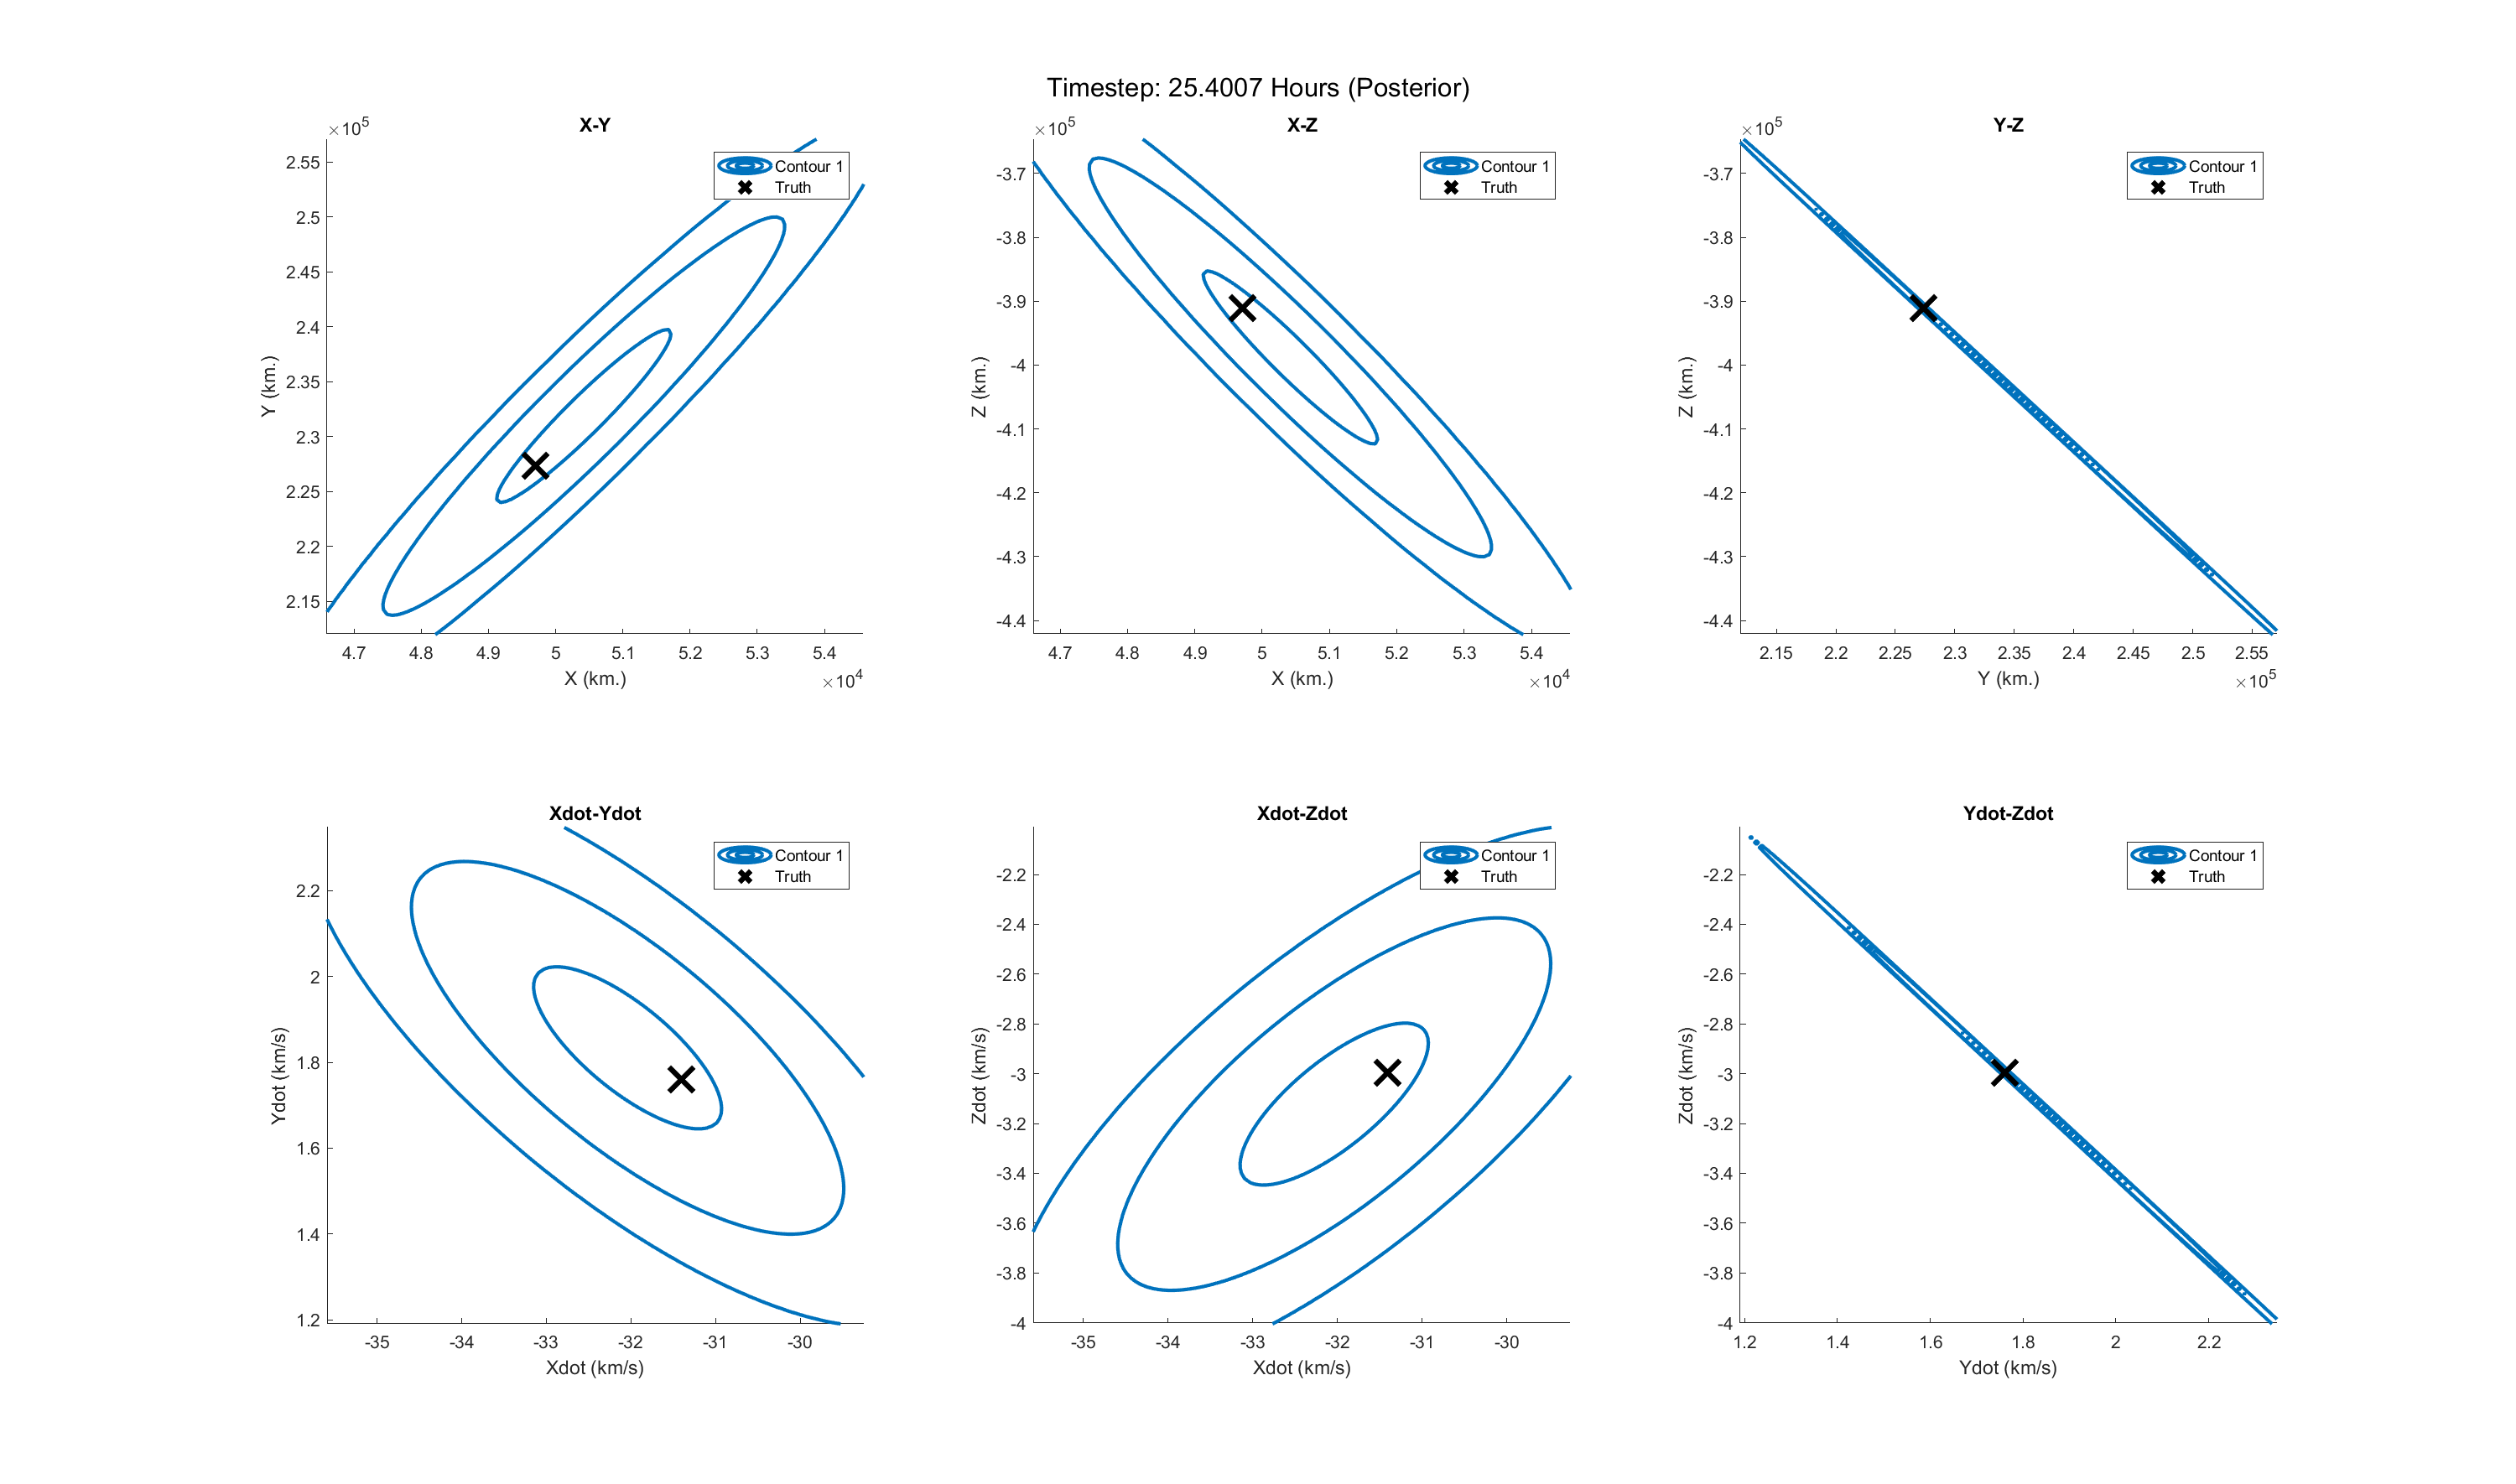 Timestep: 25.4007 Hours (Posterior)
X-Y
×10^5
2.55
2.5
2.45
2.4
2.35
2.3
2.25
2.2
2.15
Y (km.)
4.7 4.8 4.9 5 5.1 5.2 5.3 5.4
X (km.)
×10^4
Contour 1
Truth
X-Z
×10^5
-3.7
-3.8
-3.9
-4
-4.1
-4.2
-4.3
-4.4
Z (km.)
4.7 4.8 4.9 5 5.1 5.2 5.3 5.4
X (km.)
×10^4
Contour 1
Truth
Y-Z
×10^5
-3.7
-3.8
-3.9
-4
-4.1
-4.2
-4.3
-4.4
Z (km.)
2.15 2.2 2.25 2.3 2.35 2.4 2.45 2.5 2.55
Y (km.)
×10^5
Contour 1
Truth
Xdot-Ydot
2.2
2
1.8
1.6
1.4
1.2
Ydot (km/s)
-35 -34 -33 -32 -31 -30
Xdot (km/s)
Contour 1
Truth
Xdot-Zdot
-2.2
-2.4
-2.6
-2.8
-3
-3.2
-3.4
-3.6
-3.8
-4
Zdot (km/s)
-35 -34 -33 -32 -31 -30
Xdot (km/s)
Contour 1
Truth
Ydot-Zdot
-2.2
-2.4
-2.6
-2.8
-3
-3.2
-3.4
-3.6
-3.8
-4
Zdot (km/s)
1.2 1.4 1.6 1.8 2 2.2
Ydot (km/s)
Contour 1
Truth